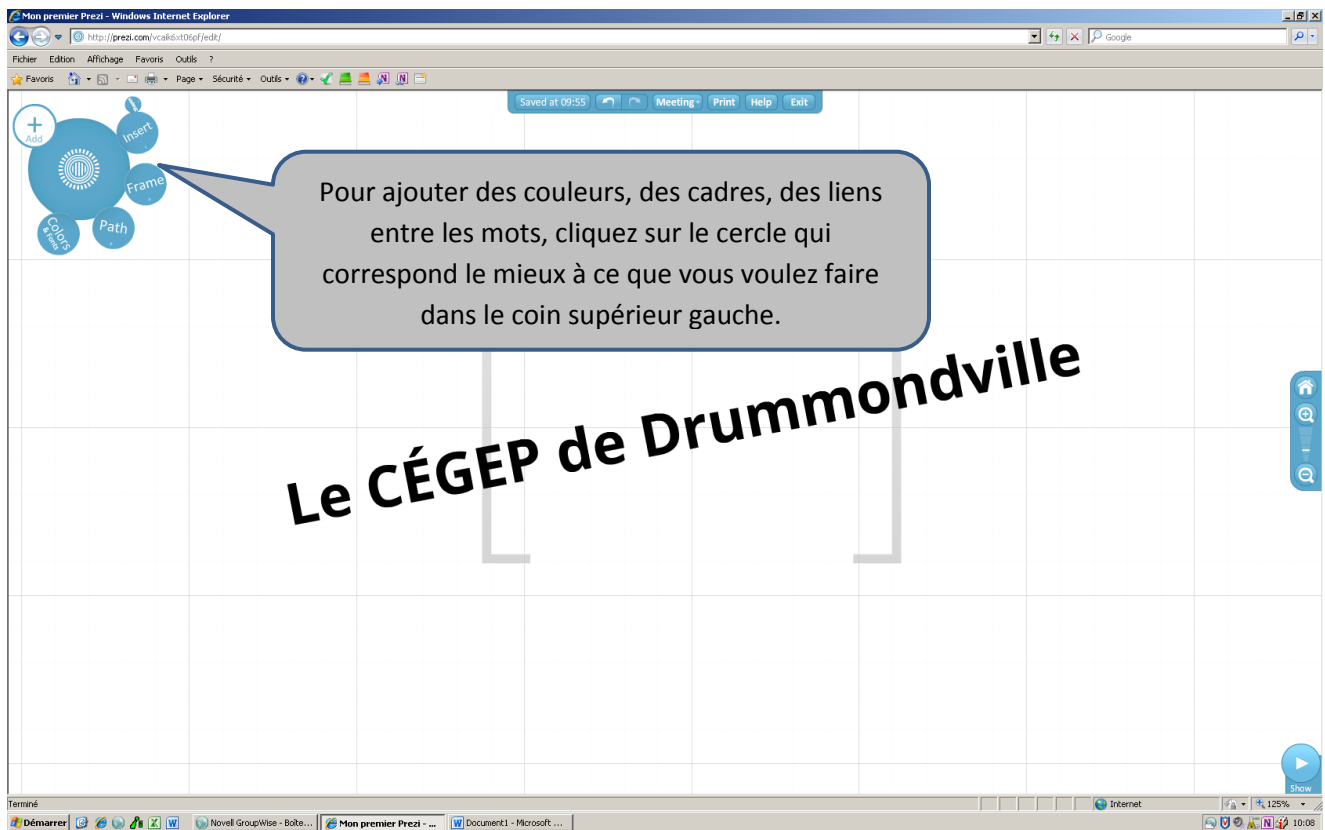 Mon premier Prezi - Windows Internet Explorer
http://prezi.com/vcaik6xt06pf/edit/
Google
Fichier Edition Affichage Favoris Outils ?
Favoris Page Sécurité Outils
Saved at 09:55 Meeting Print Help Exit
Add
Insert
Frame
Path
Colors
& Fonts
Pour ajouter des couleurs, des cadres, des liens
entre les mots, cliquez sur le cercle qui
correspond le mieux à ce que vous voulez faire
dans le coin supérieur gauche.
Le CÉGEP de Drummondville
Show
Terminé Internet 125%
Démarrer Novell GroupWise - Boîte... Mon premier Prezi - ... Document1 - Microsoft ... 10:08